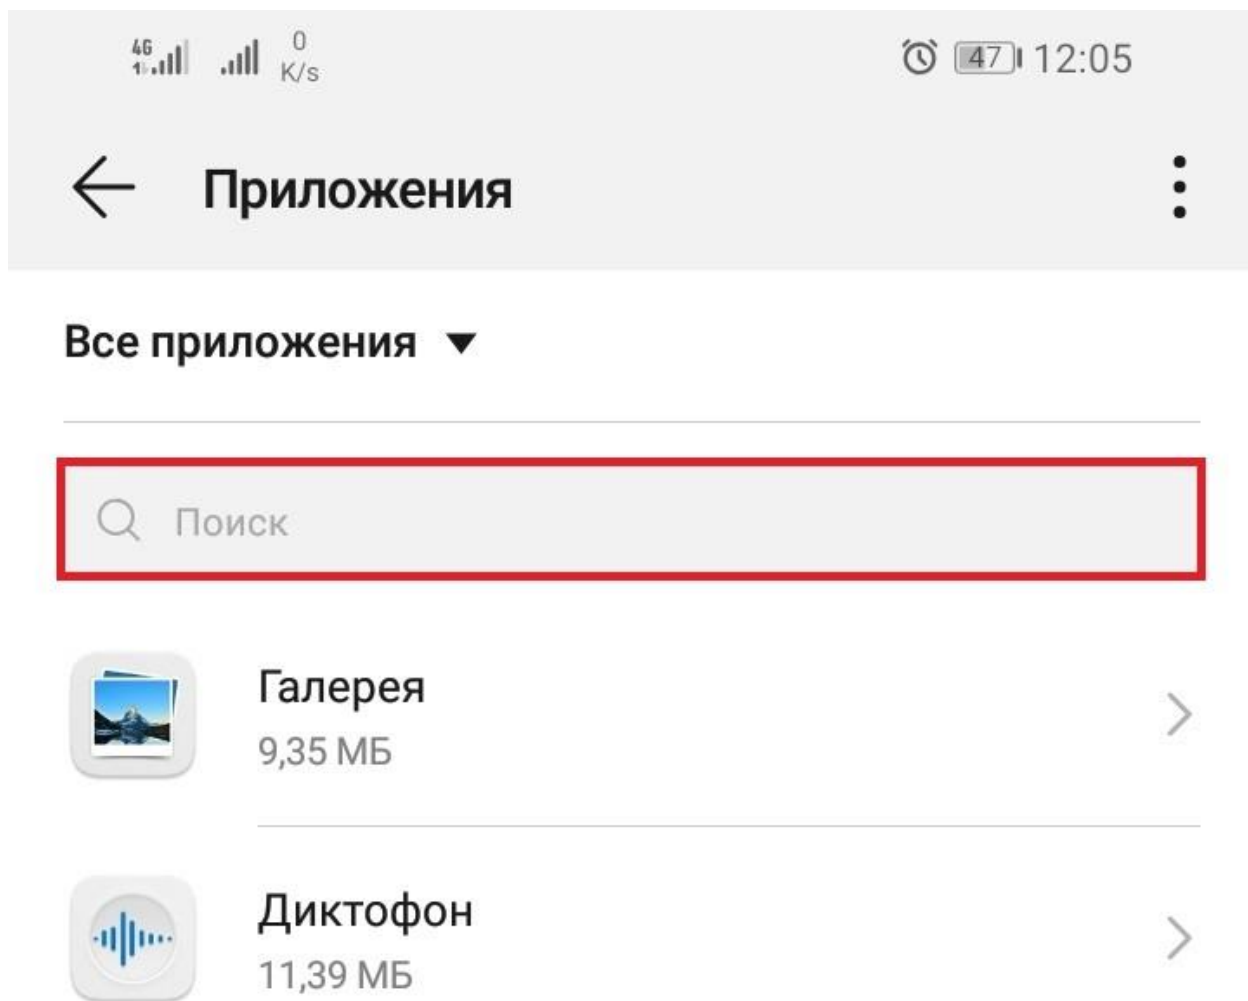 4G
0
K/s
47 12:05
Приложения
Все приложения
Поиск
Галерея
9,35 МБ
Диктофон
11,39 МБ